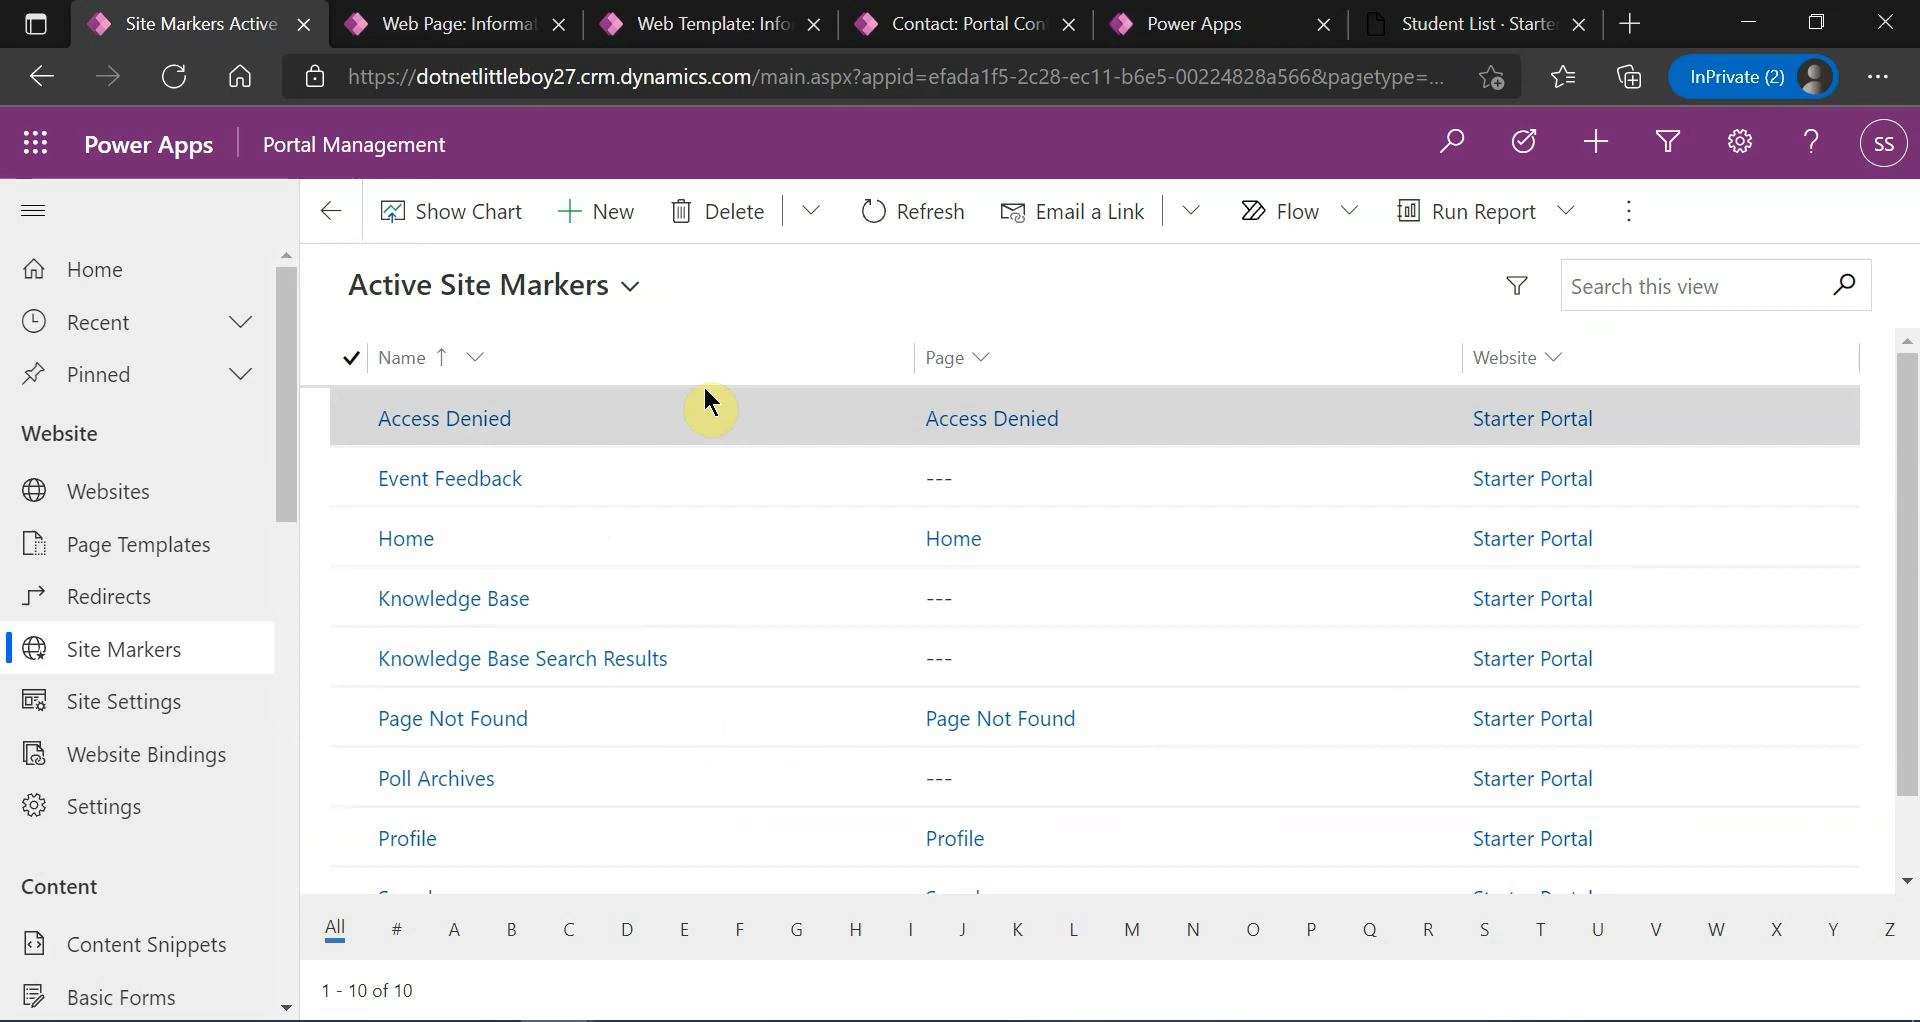 Site Markers Active
Web Page: Informa
Web Template: Info
Contact: Portal Con
Power Apps
Student List · Starte
https://dotnetlittleboy27.crm.dynamics.com/main.aspx?appid=efada1f5-2c28-ec11-b6e5-00224828a566&pagetype=...
InPrivate (2)
Power Apps
Portal Management
SS
Show Chart
New
Delete
Refresh
Email a Link
Flow
Run Report
Home
Recent
Pinned
Website
Websites
Page Templates
Redirects
Site Markers
Site Settings
Website Bindings
Settings
Content
Content Snippets
Basic Forms
Active Site Markers
Search this view
Name Page Website
Access Denied Access Denied Starter Portal
Event Feedback --- Starter Portal
Home Home Starter Portal
Knowledge Base --- Starter Portal
Knowledge Base Search Results --- Starter Portal
Page Not Found Page Not Found Starter Portal
Poll Archives --- Starter Portal
Profile Profile Starter Portal
All # A B C D E F G H I J K L M N O P Q R S T U V W X Y Z
1 - 10 of 10